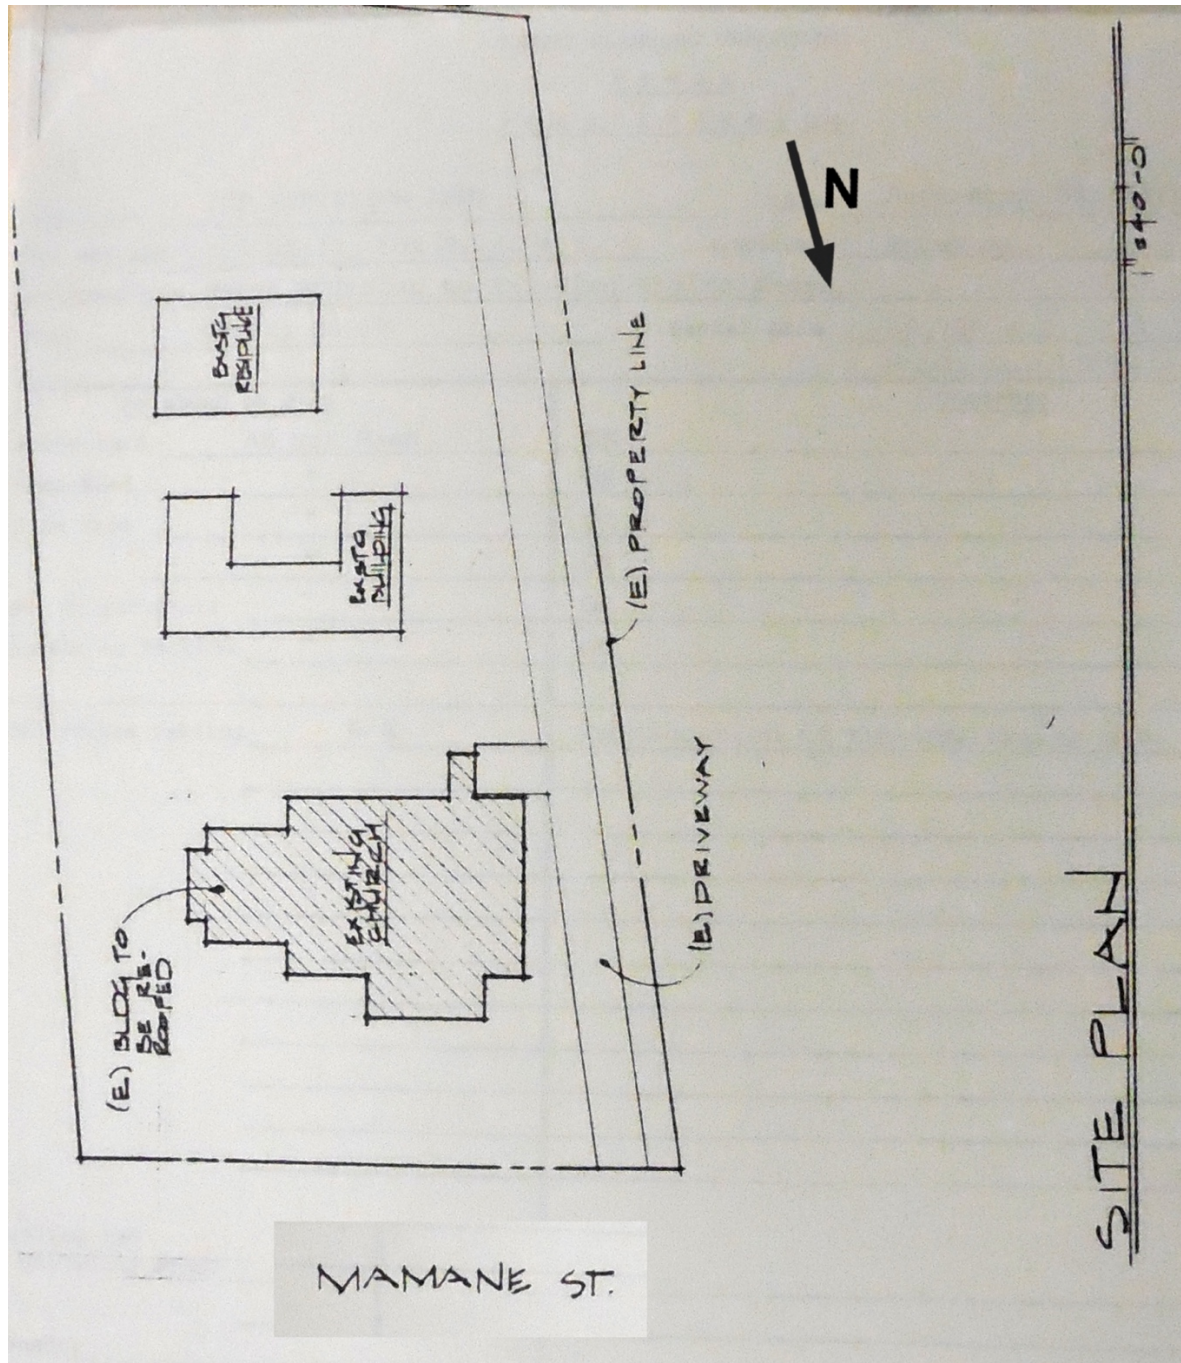 N
EXST'G
RESIDENCE
EXST'G
BUILDING
(E) PROPERTY LINE
EXISTING
CHURCH
(E) BLDG TO
BE RE-
ROOFED
(E) DRIVEWAY
MAMANE ST.
SITE PLAN
1"=40'-0"